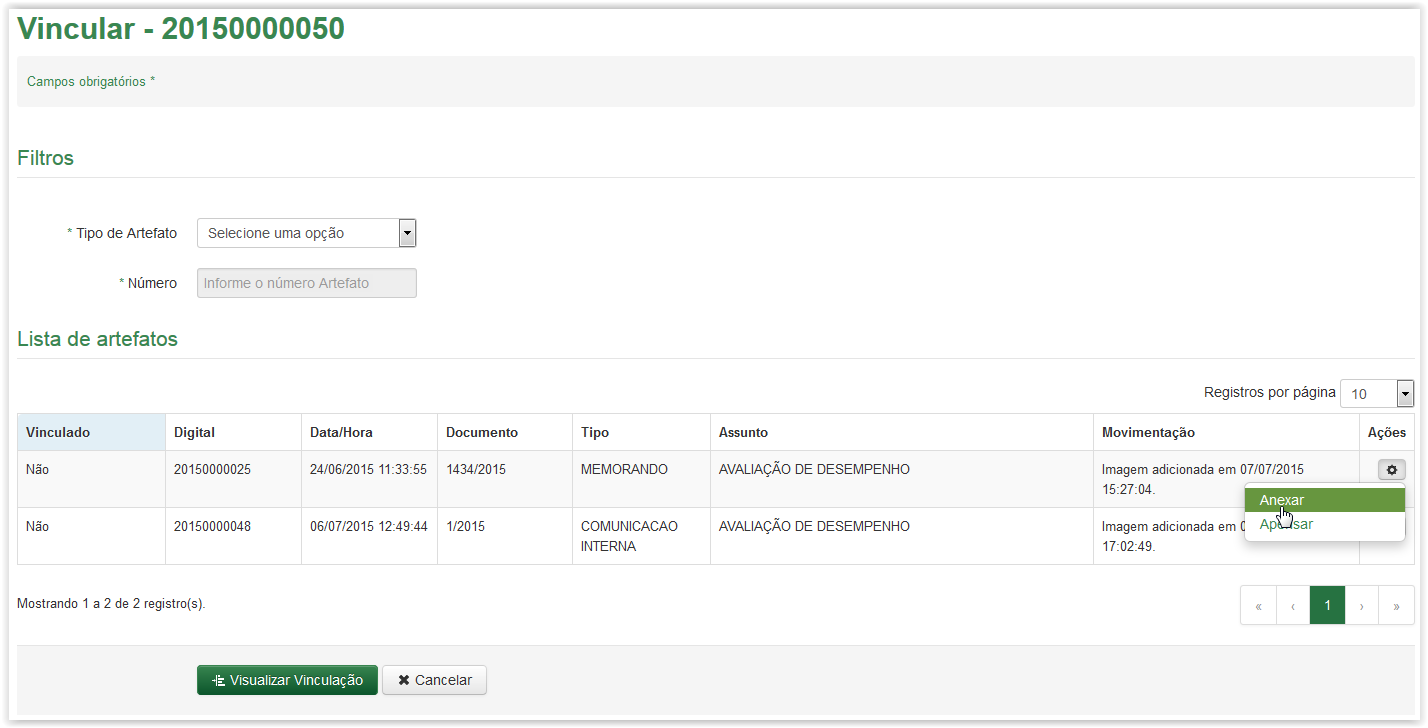 Vincular - 20150000050
Campos obrigatórios *
Filtros
* Tipo de Artefato Selecione uma opção
* Número Informe o número Artefato
Lista de artefatos
Registros por página 10
Vinculado Digital Data/Hora Documento Tipo Assunto Movimentação Ações
Não 20150000025 24/06/2015 11:33:55 1434/2015 MEMORANDO AVALIAÇÃO DE DESEMPENHO Imagem adicionada em 07/07/2015
15:27:04.
Anexar
Não 20150000048 06/07/2015 12:49:44 1/2015 COMUNICACAO AVALIAÇÃO DE DESEMPENHO Imagem adicionada em 0
Apensar
INTERNA 17:02:49.
Mostrando 1 a 2 de 2 registro(s).
« ‹ 1 › »
Visualizar Vinculação Cancelar